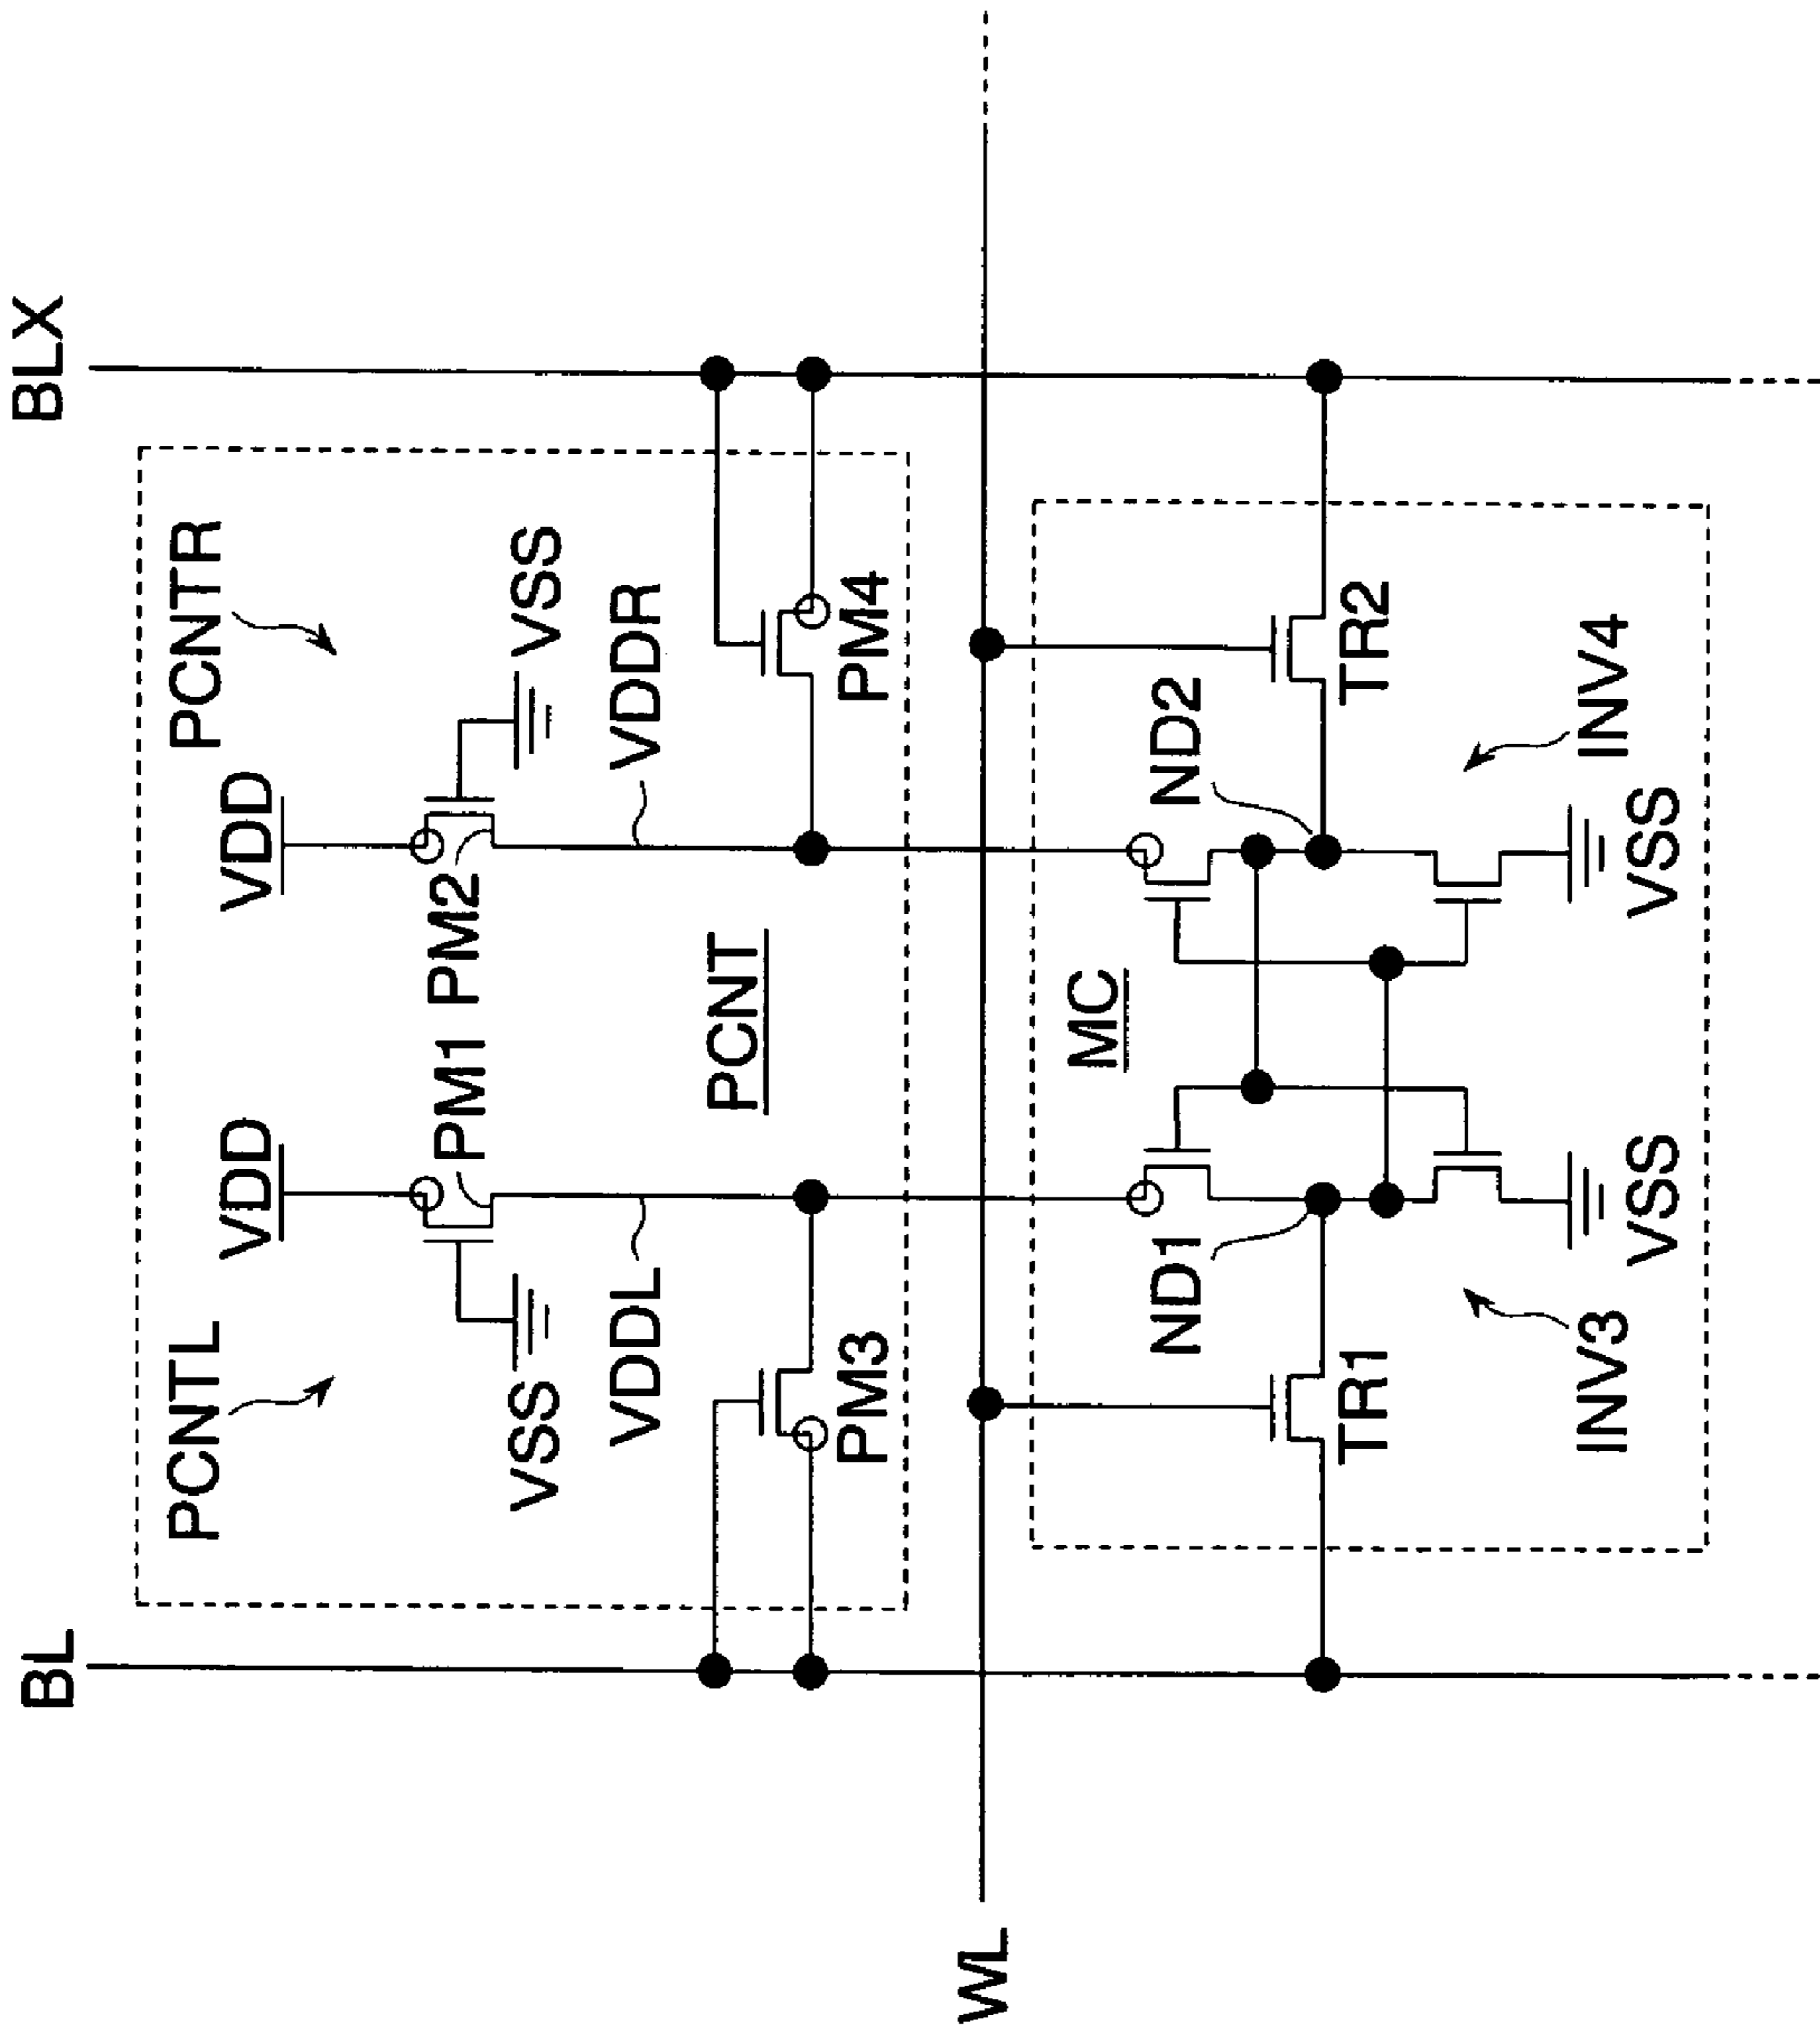 BL
BLX
PCNTL
PCNTR
VDD
VDD
PM1
PM2
VSS
VSS
VDDL
VDDR
PCNT
PM3
PM4
WL
MC
ND1
ND2
TR1
TR2
INV3
INV4
VSS
VSS